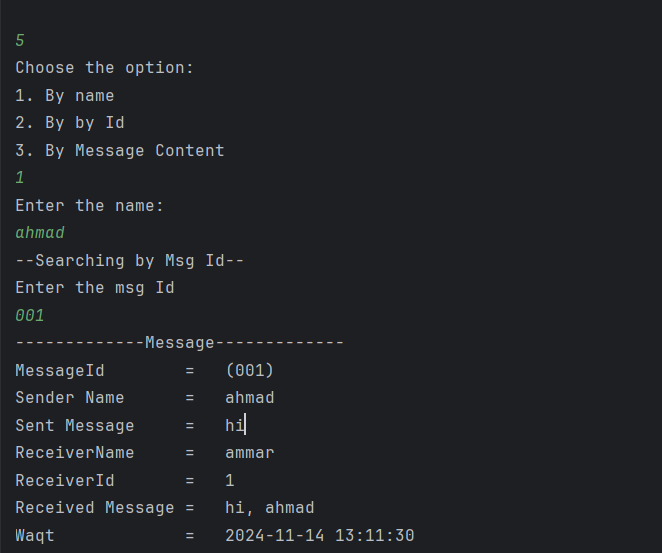 5
Choose the option:
1. By name
2. By by Id
3. By Message Content
1
Enter the name:
ahmad
--Searching by Msg Id--
Enter the msg Id
001
-------------Message-------------
MessageId        =   (001)
Sender Name      =   ahmad
Sent Message     =   hi
ReceiverName     =   ammar
ReceiverId       =   1
Received Message =   hi, ahmad
Waqt             =   2024-11-14 13:11:30